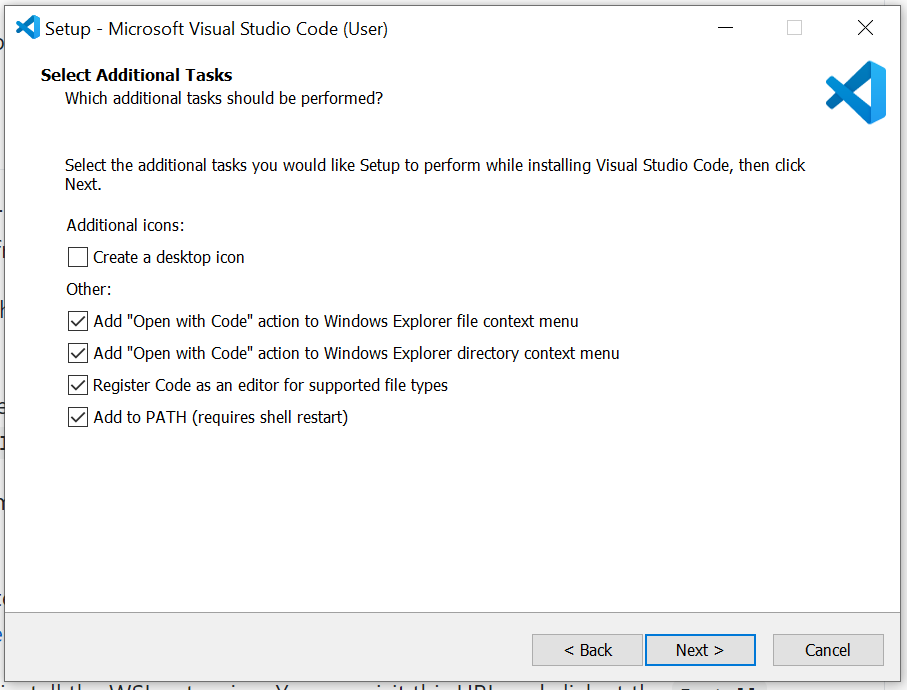 Setup - Microsoft Visual Studio Code (User)
Select Additional Tasks
Which additional tasks should be performed?
Select the additional tasks you would like Setup to perform while installing Visual Studio Code, then click
Next.
Additional icons:
Create a desktop icon
Other:
Add "Open with Code" action to Windows Explorer file context menu
Add "Open with Code" action to Windows Explorer directory context menu
Register Code as an editor for supported file types
Add to PATH (requires shell restart)
< Back
Next >
Cancel